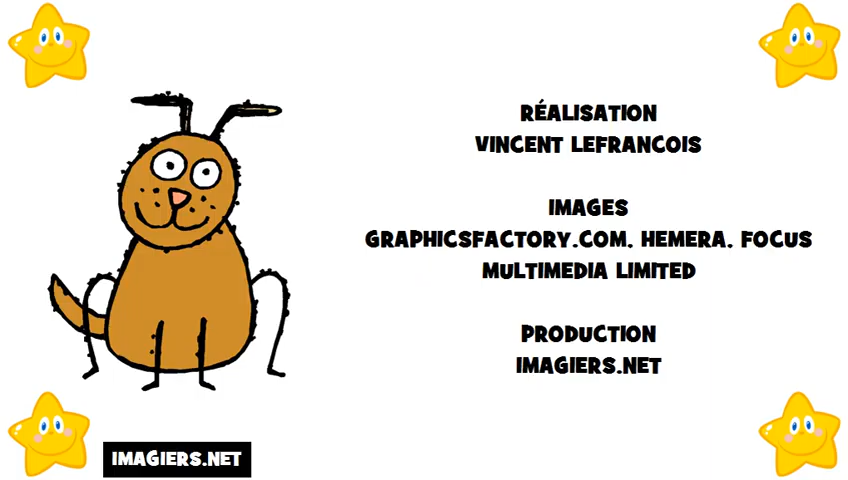 RÉALISATION
VINCENT LEFRANCOIS
IMAGES
GRAPHICSFACTORY.COM, HEMERA, FOCUS
MULTIMEDIA LIMITED
PRODUCTION
IMAGIERS.NET
IMAGIERS.NET